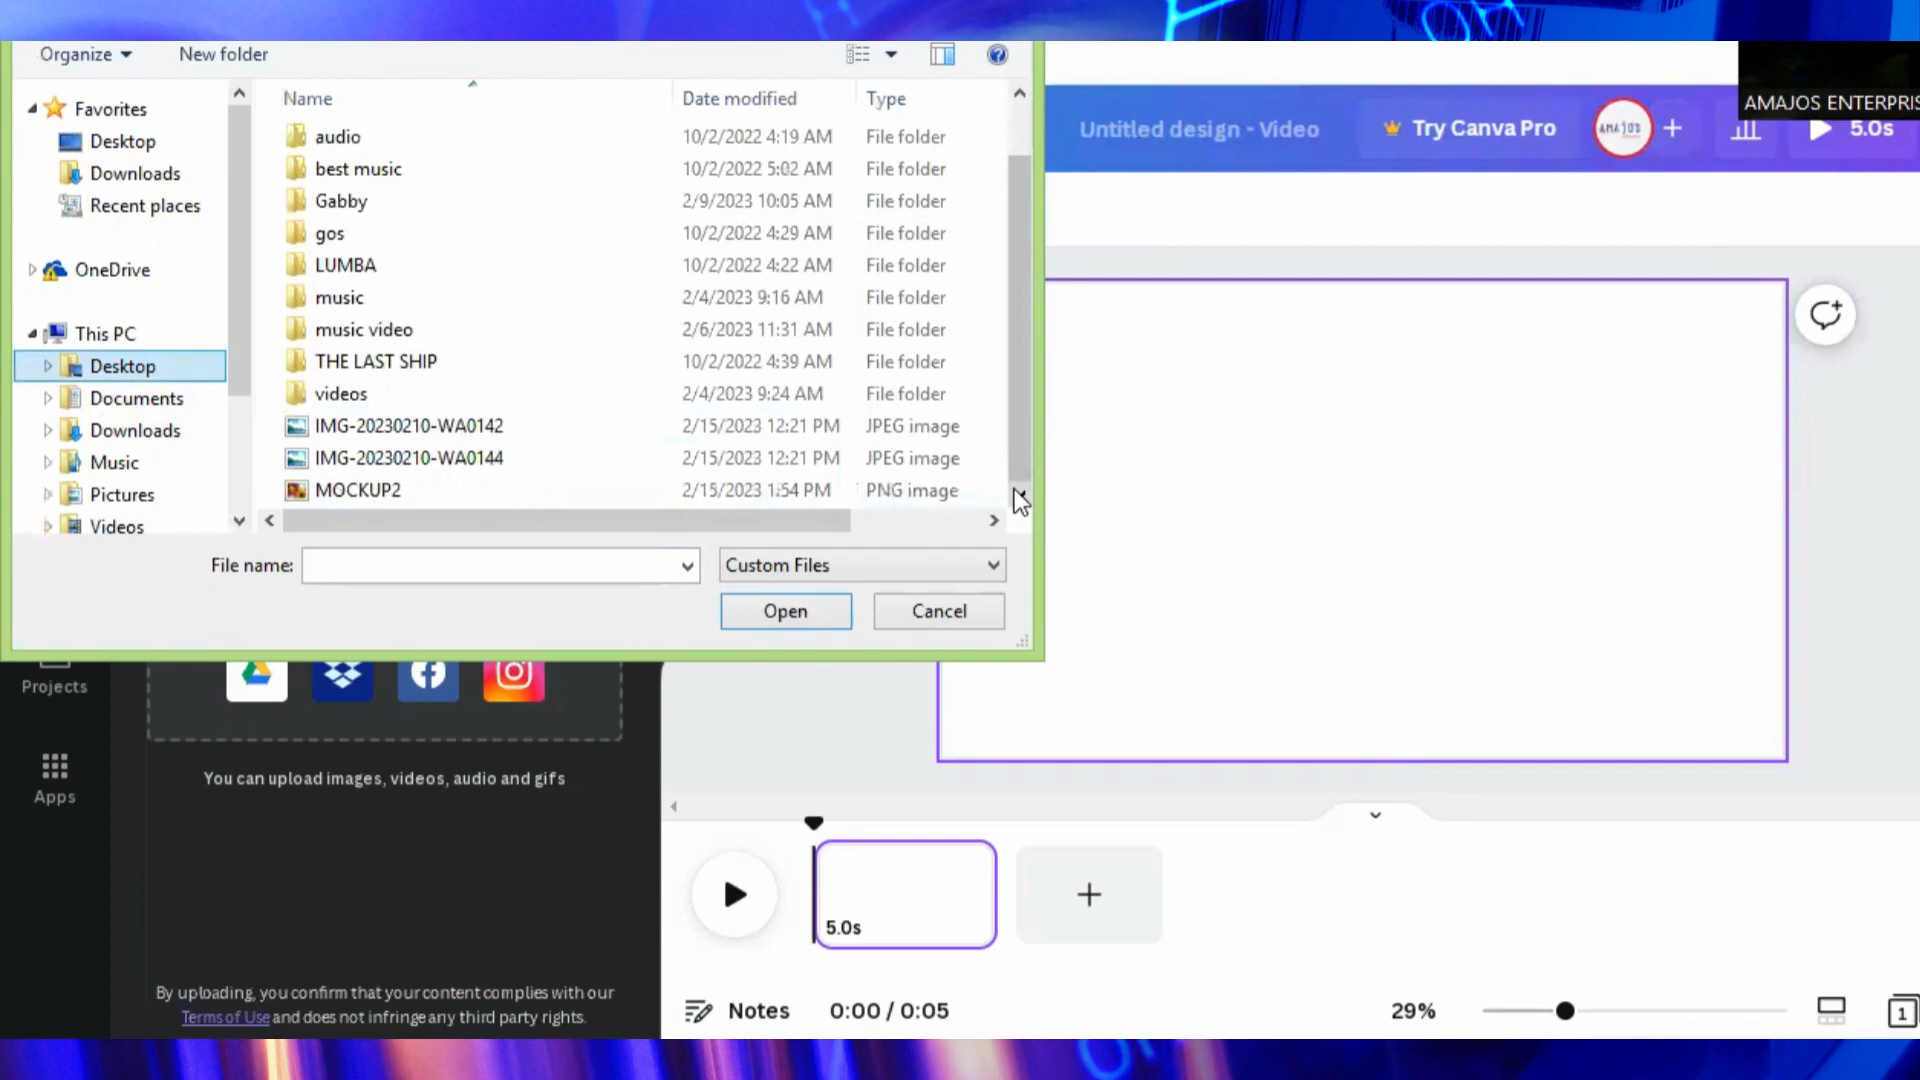 Organize
New folder
Name
Date modified
Type
Favorites
Desktop
Downloads
Recent places
OneDrive
This PC
Desktop
Documents
Downloads
Music
Pictures
Videos
audio 10/2/2022 4:19 AM File folder
best music 10/2/2022 5:02 AM File folder
Gabby 2/9/2023 10:05 AM File folder
gos 10/2/2022 4:29 AM File folder
LUMBA 10/2/2022 4:22 AM File folder
music 2/4/2023 9:16 AM File folder
music video 2/6/2023 11:31 AM File folder
THE LAST SHIP 10/2/2022 4:39 AM File folder
videos 2/4/2023 9:24 AM File folder
IMG-20230210-WA0142 2/15/2023 12:21 PM JPEG image
IMG-20230210-WA0144 2/15/2023 12:21 PM JPEG image
MOCKUP2 2/15/2023 1:54 PM PNG image
File name:
Custom Files
Open
Cancel
AMAJOS ENTERPRIS
Untitled design - Video
Try Canva Pro
AMAJOS
5.0s
Projects
Apps
You can upload images, videos, audio and gifs
By uploading, you confirm that your content complies with our
Terms of Use and does not infringe any third party rights.
5.0s
Notes
0:00 / 0:05
29%
1